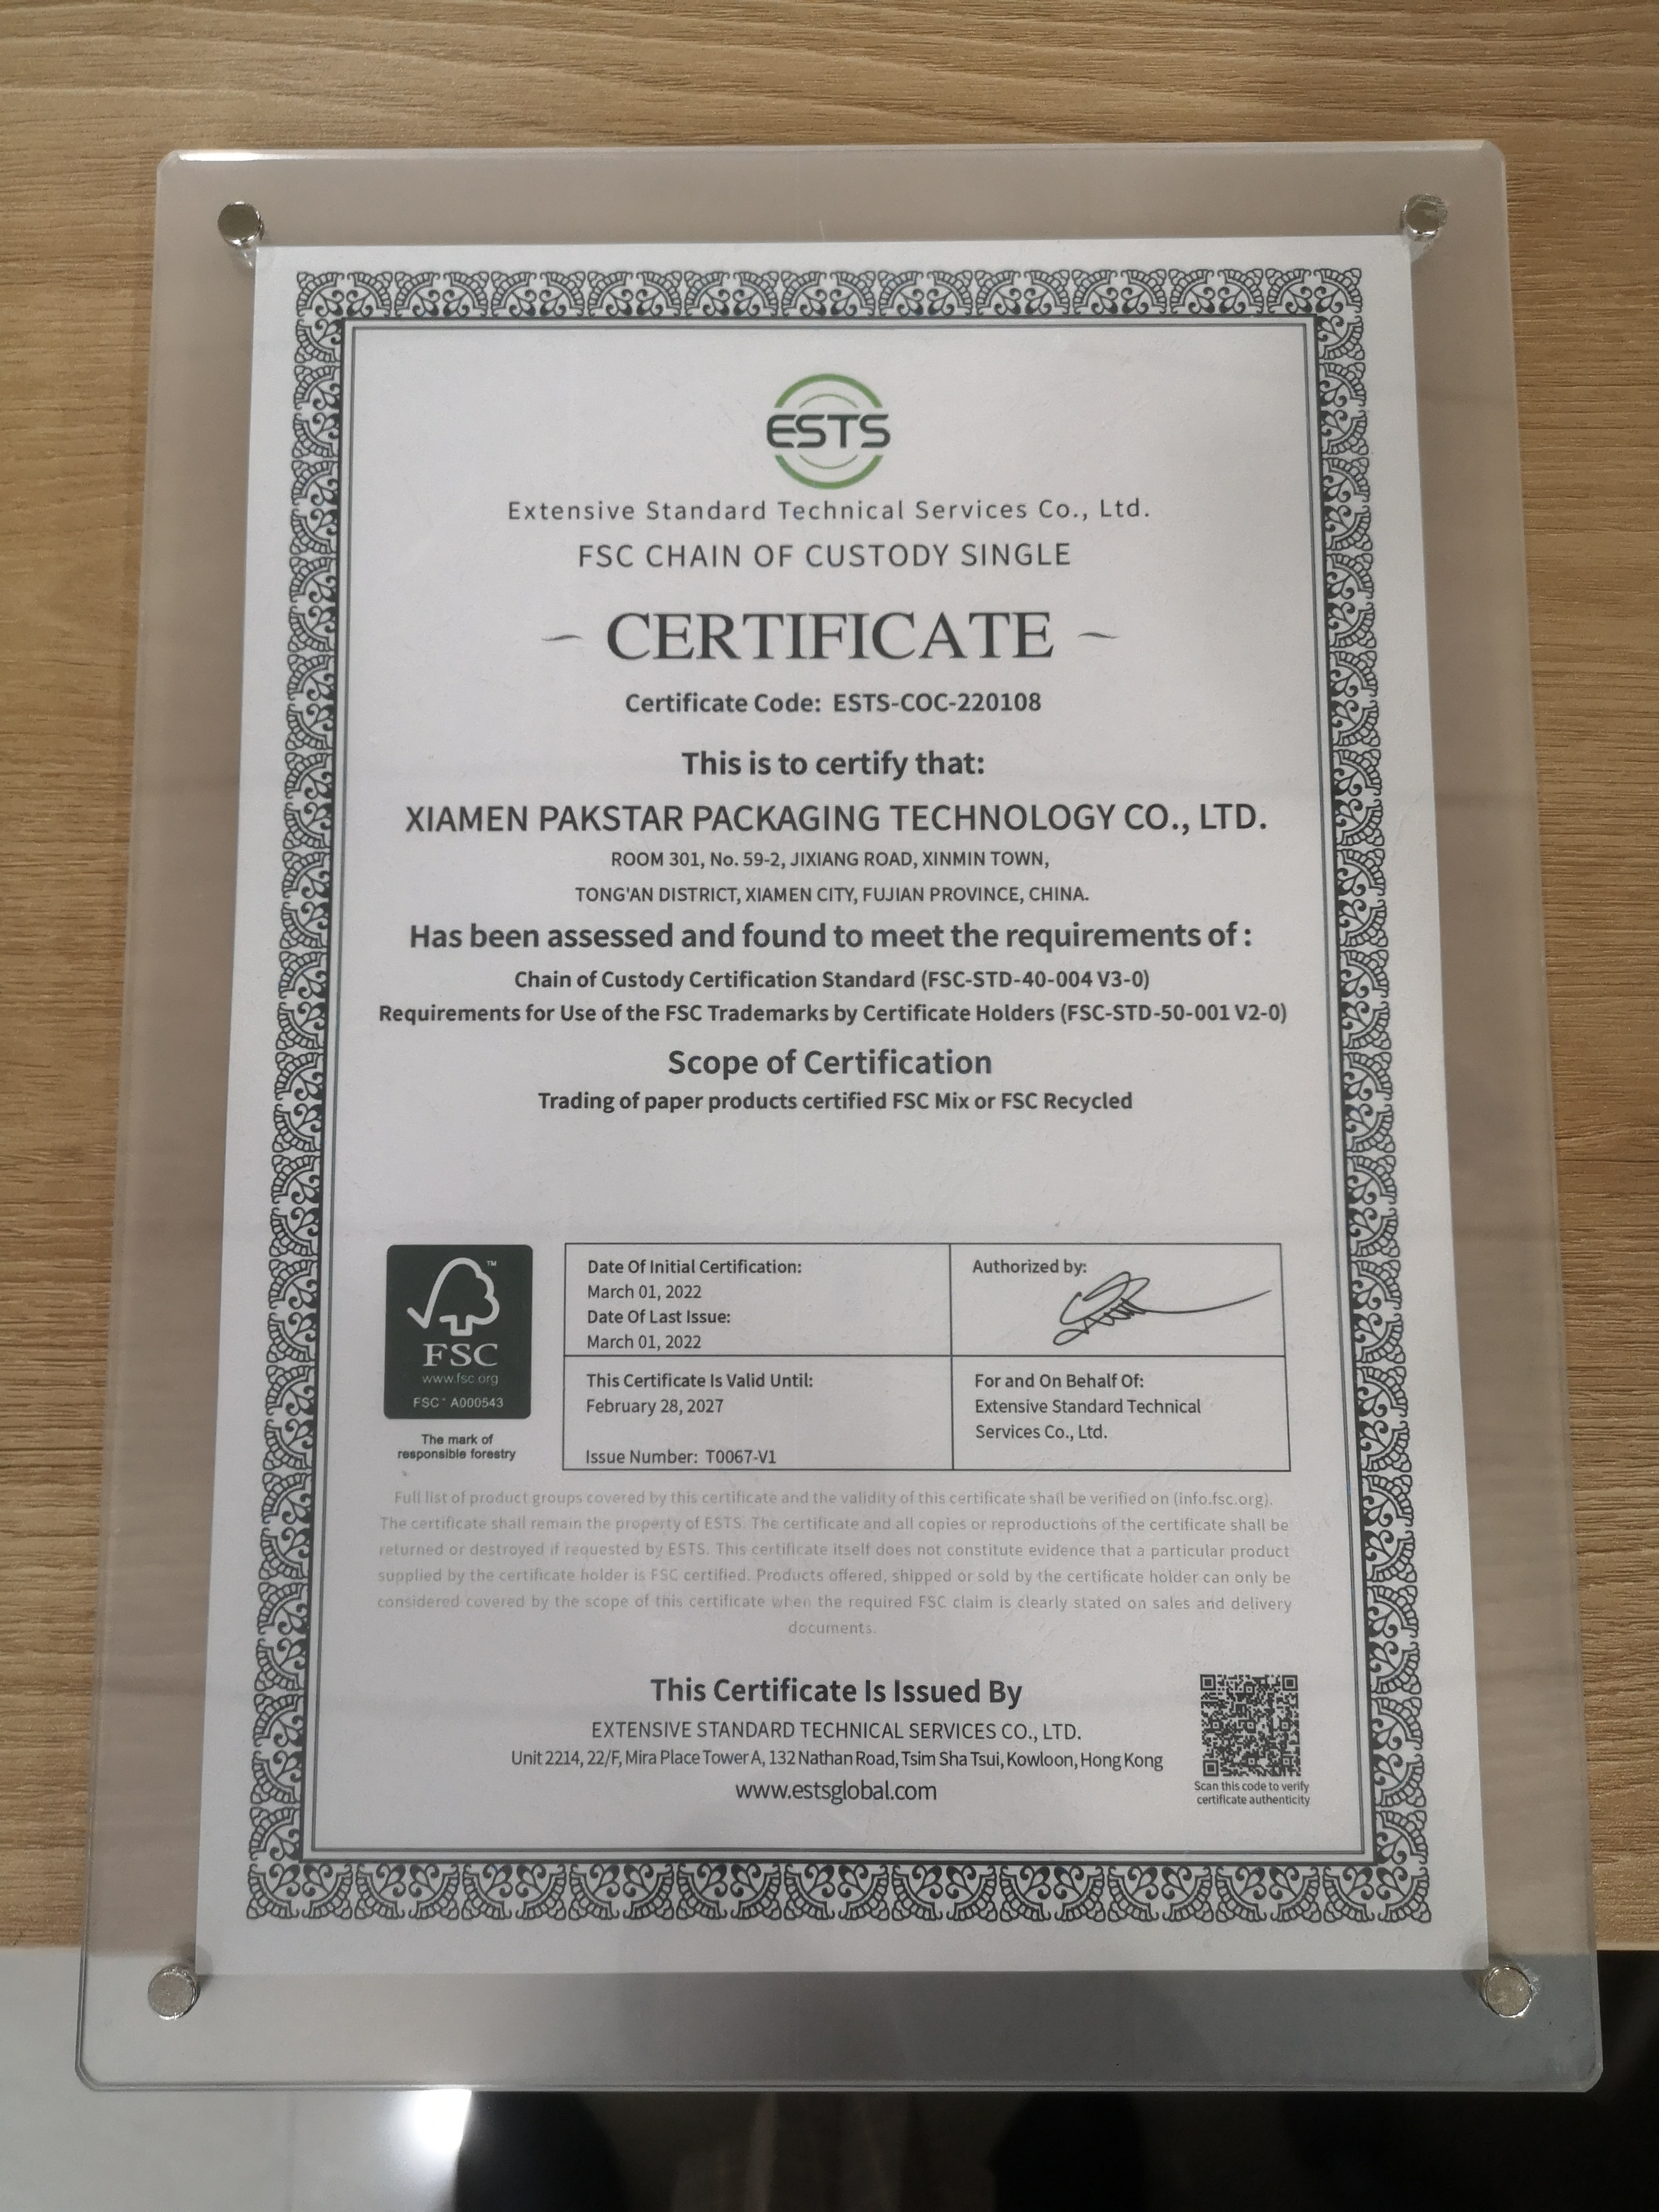 ESTS
Extensive Standard Technical Services Co., Ltd.
FSC CHAIN OF CUSTODY SINGLE
~ CERTIFICATE ~
Certificate Code: ESTS-COC-220108
This is to certify that:
XIAMEN PAKSTAR PACKAGING TECHNOLOGY CO., LTD.
ROOM 301, No. 59-2, JIXIANG ROAD, XINMIN TOWN,
TONG'AN DISTRICT, XIAMEN CITY, FUJIAN PROVINCE, CHINA.
Has been assessed and found to meet the requirements of :
Chain of Custody Certification Standard (FSC-STD-40-004 V3-0)
Requirements for Use of the FSC Trademarks by Certificate Holders (FSC-STD-50-001 V2-0)
Scope of Certification
Trading of paper products certified FSC Mix or FSC Recycled
TM
FSC
www.fsc.org
FSC® A000543
The mark of
responsible forestry
Date Of Initial Certification:
March 01, 2022
Date Of Last Issue:
March 01, 2022
Authorized by:
This Certificate Is Valid Until:
February 28, 2027
Issue Number: T0067-V1
For and On Behalf Of:
Extensive Standard Technical
Services Co., Ltd.
Full list of product groups covered by this certificate and the validity of this certificate shall be verified on (info.fsc.org).
The certificate shall remain the property of ESTS. The certificate and all copies or reproductions of the certificate shall be
returned or destroyed if requested by ESTS. This certificate itself does not constitute evidence that a particular product
supplied by the certificate holder is FSC certified. Products offered, shipped or sold by the certificate holder can only be
considered covered by the scope of this certificate when the required FSC claim is clearly stated on sales and delivery
documents.
This Certificate Is Issued By
EXTENSIVE STANDARD TECHNICAL SERVICES CO., LTD.
Unit 2214, 22/F, Mira Place Tower A, 132 Nathan Road, Tsim Sha Tsui, Kowloon, Hong Kong
www.estsglobal.com
Scan this code to verify
certificate authenticity